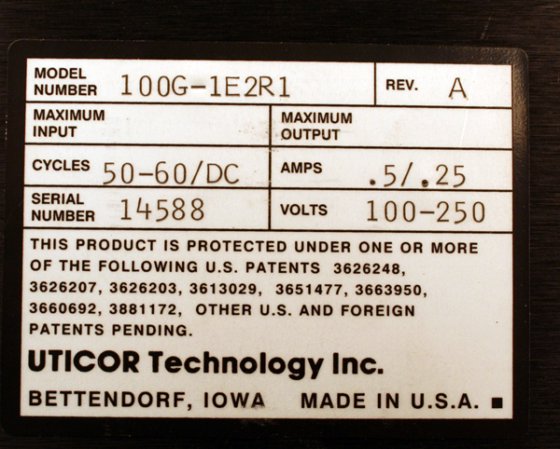 MODEL NUMBER 100G-1E2R1 REV. A
MAXIMUM INPUT MAXIMUM OUTPUT
CYCLES 50-60/DC AMPS .5/.25
SERIAL NUMBER 14588 VOLTS 100-250
THIS PRODUCT IS PROTECTED UNDER ONE OR MORE
OF THE FOLLOWING U.S. PATENTS 3626248,
3626207, 3626203, 3613029, 3651477, 3663950,
3660692, 3881172, OTHER U.S. AND FOREIGN
PATENTS PENDING.
UTICOR Technology Inc.
BETTENDORF, IOWA MADE IN U.S.A.